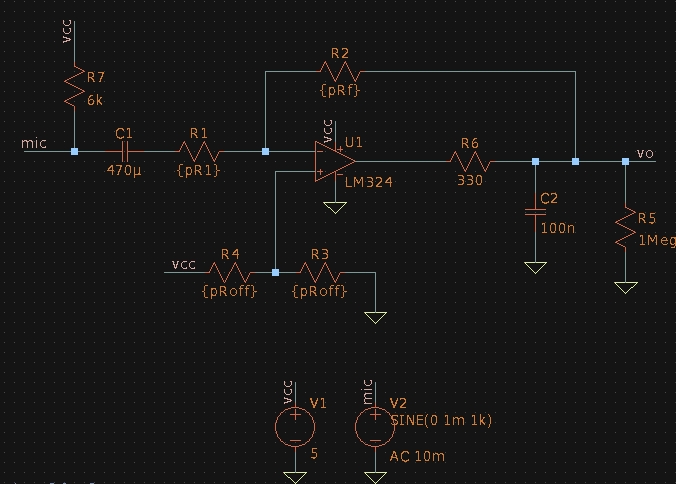 VCC
R7
6k
mic
C1
470µ
R1
{pR1}
R2
{pRf}
VCC
U1
LM324
R6
330
vo
C2
100n
R5
1Meg
VCC
R4
{pRoff}
R3
{pRoff}
VCC
V1
5
mic
V2
SINE(0 1m 1k)
AC 10m